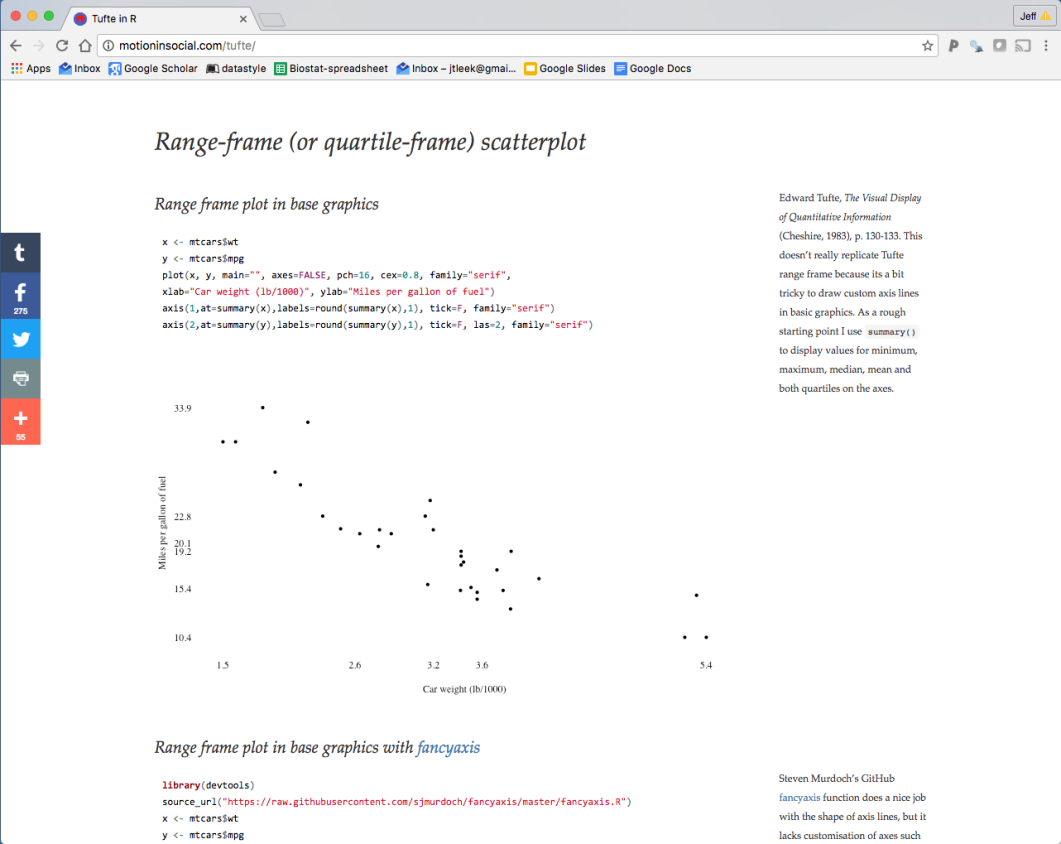 Tufte in R
Jeff
motioninsocial.com/tufte/
Apps Inbox Google Scholar datastyle Biostat-spreadsheet Inbox – jtleek@gmai... Google Slides Google Docs
Range-frame (or quartile-frame) scatterplot
Range frame plot in base graphics
x <- mtcars$wt
y <- mtcars$mpg
plot(x, y, main="", axes=FALSE, pch=16, cex=0.8, family="serif",
xlab="Car weight (lb/1000)", ylab="Miles per gallon of fuel")
axis(1,at=summary(x),labels=round(summary(x),1), tick=F, family="serif")
axis(2,at=summary(y),labels=round(summary(y),1), tick=F, las=2, family="serif")
Edward Tufte, The Visual Display
of Quantitative Information
(Cheshire, 1983), p. 130-133. This
doesn't really replicate Tufte
range frame because its a bit
tricky to draw custom axis lines
in basic graphics. As a rough
starting point I use summary()
to display values for minimum,
maximum, median, mean and
both quartiles on the axes.
t
f
275
55
33.9
22.8
20.1
19.2
15.4
10.4
Miles per gallon of fuel
1.5 2.6 3.2 3.6 5.4
Car weight (lb/1000)
Range frame plot in base graphics with fancyaxis
library(devtools)
source_url("https://raw.githubusercontent.com/sjmurdoch/fancyaxis/master/fancyaxis.R")
x <- mtcars$wt
y <- mtcars$mpg
Steven Murdoch's GitHub
fancyaxis function does a nice job
with the shape of axis lines, but it
lacks customisation of axes such